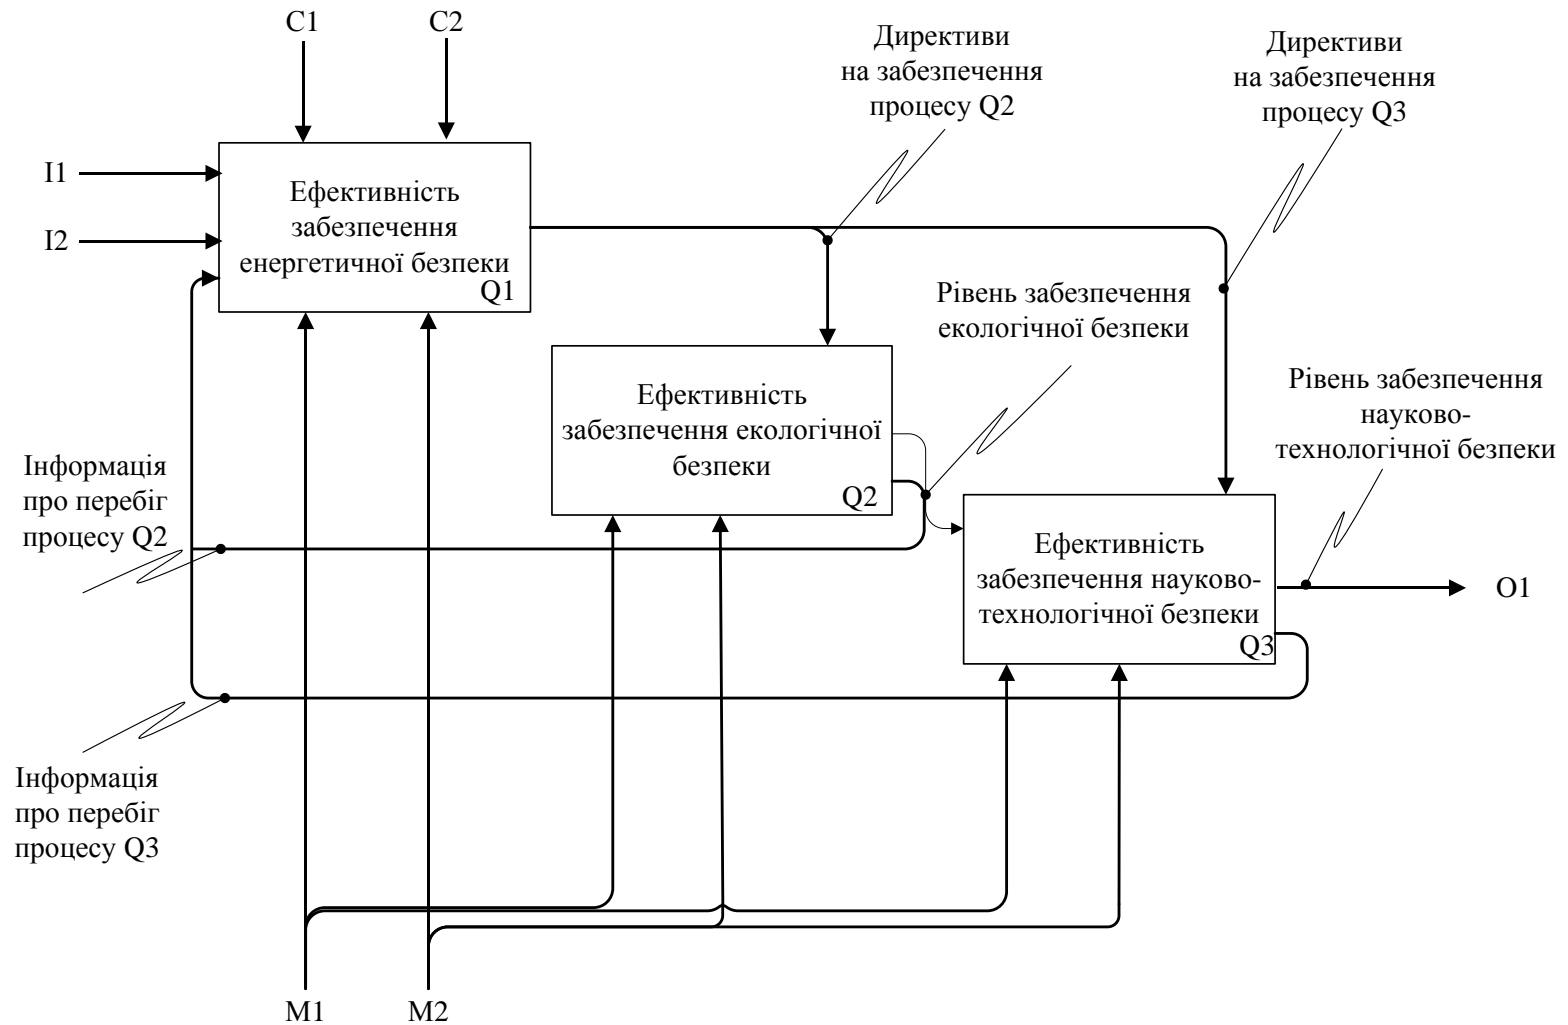 C1
C2
Директиви
на забезпечення
процесу Q2
Директиви
на забезпечення
процесу Q3
I1
I2
Ефективність
забезпечення
енергетичної безпеки
Q1
Рівень забезпечення
екологічної безпеки
Ефективність
забезпечення екологічної
безпеки
Q2
Рівень забезпечення
науково-
технологічної безпеки
Інформація
про перебіг
процесу Q2
Ефективність
забезпечення науково-
технологічної безпеки
Q3
O1
Інформація
про перебіг
процесу Q3
M1
M2